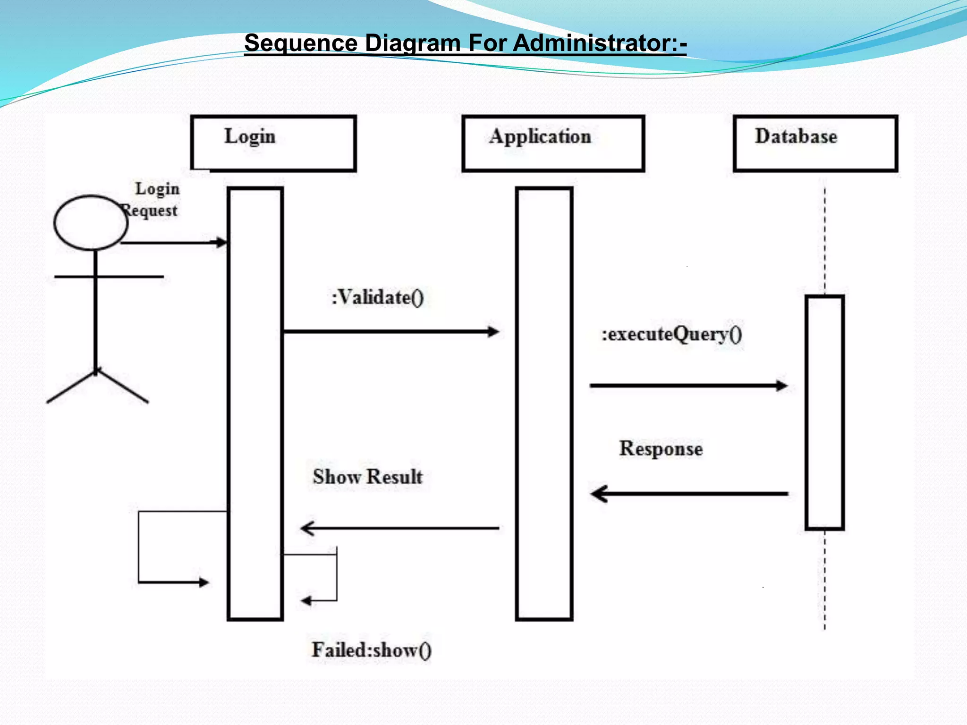 Sequence Diagram For Administrator:-
Login
Application
Database
Login
Request
:Validate()
:executeQuery()
Response
Show Result
Failed:show()